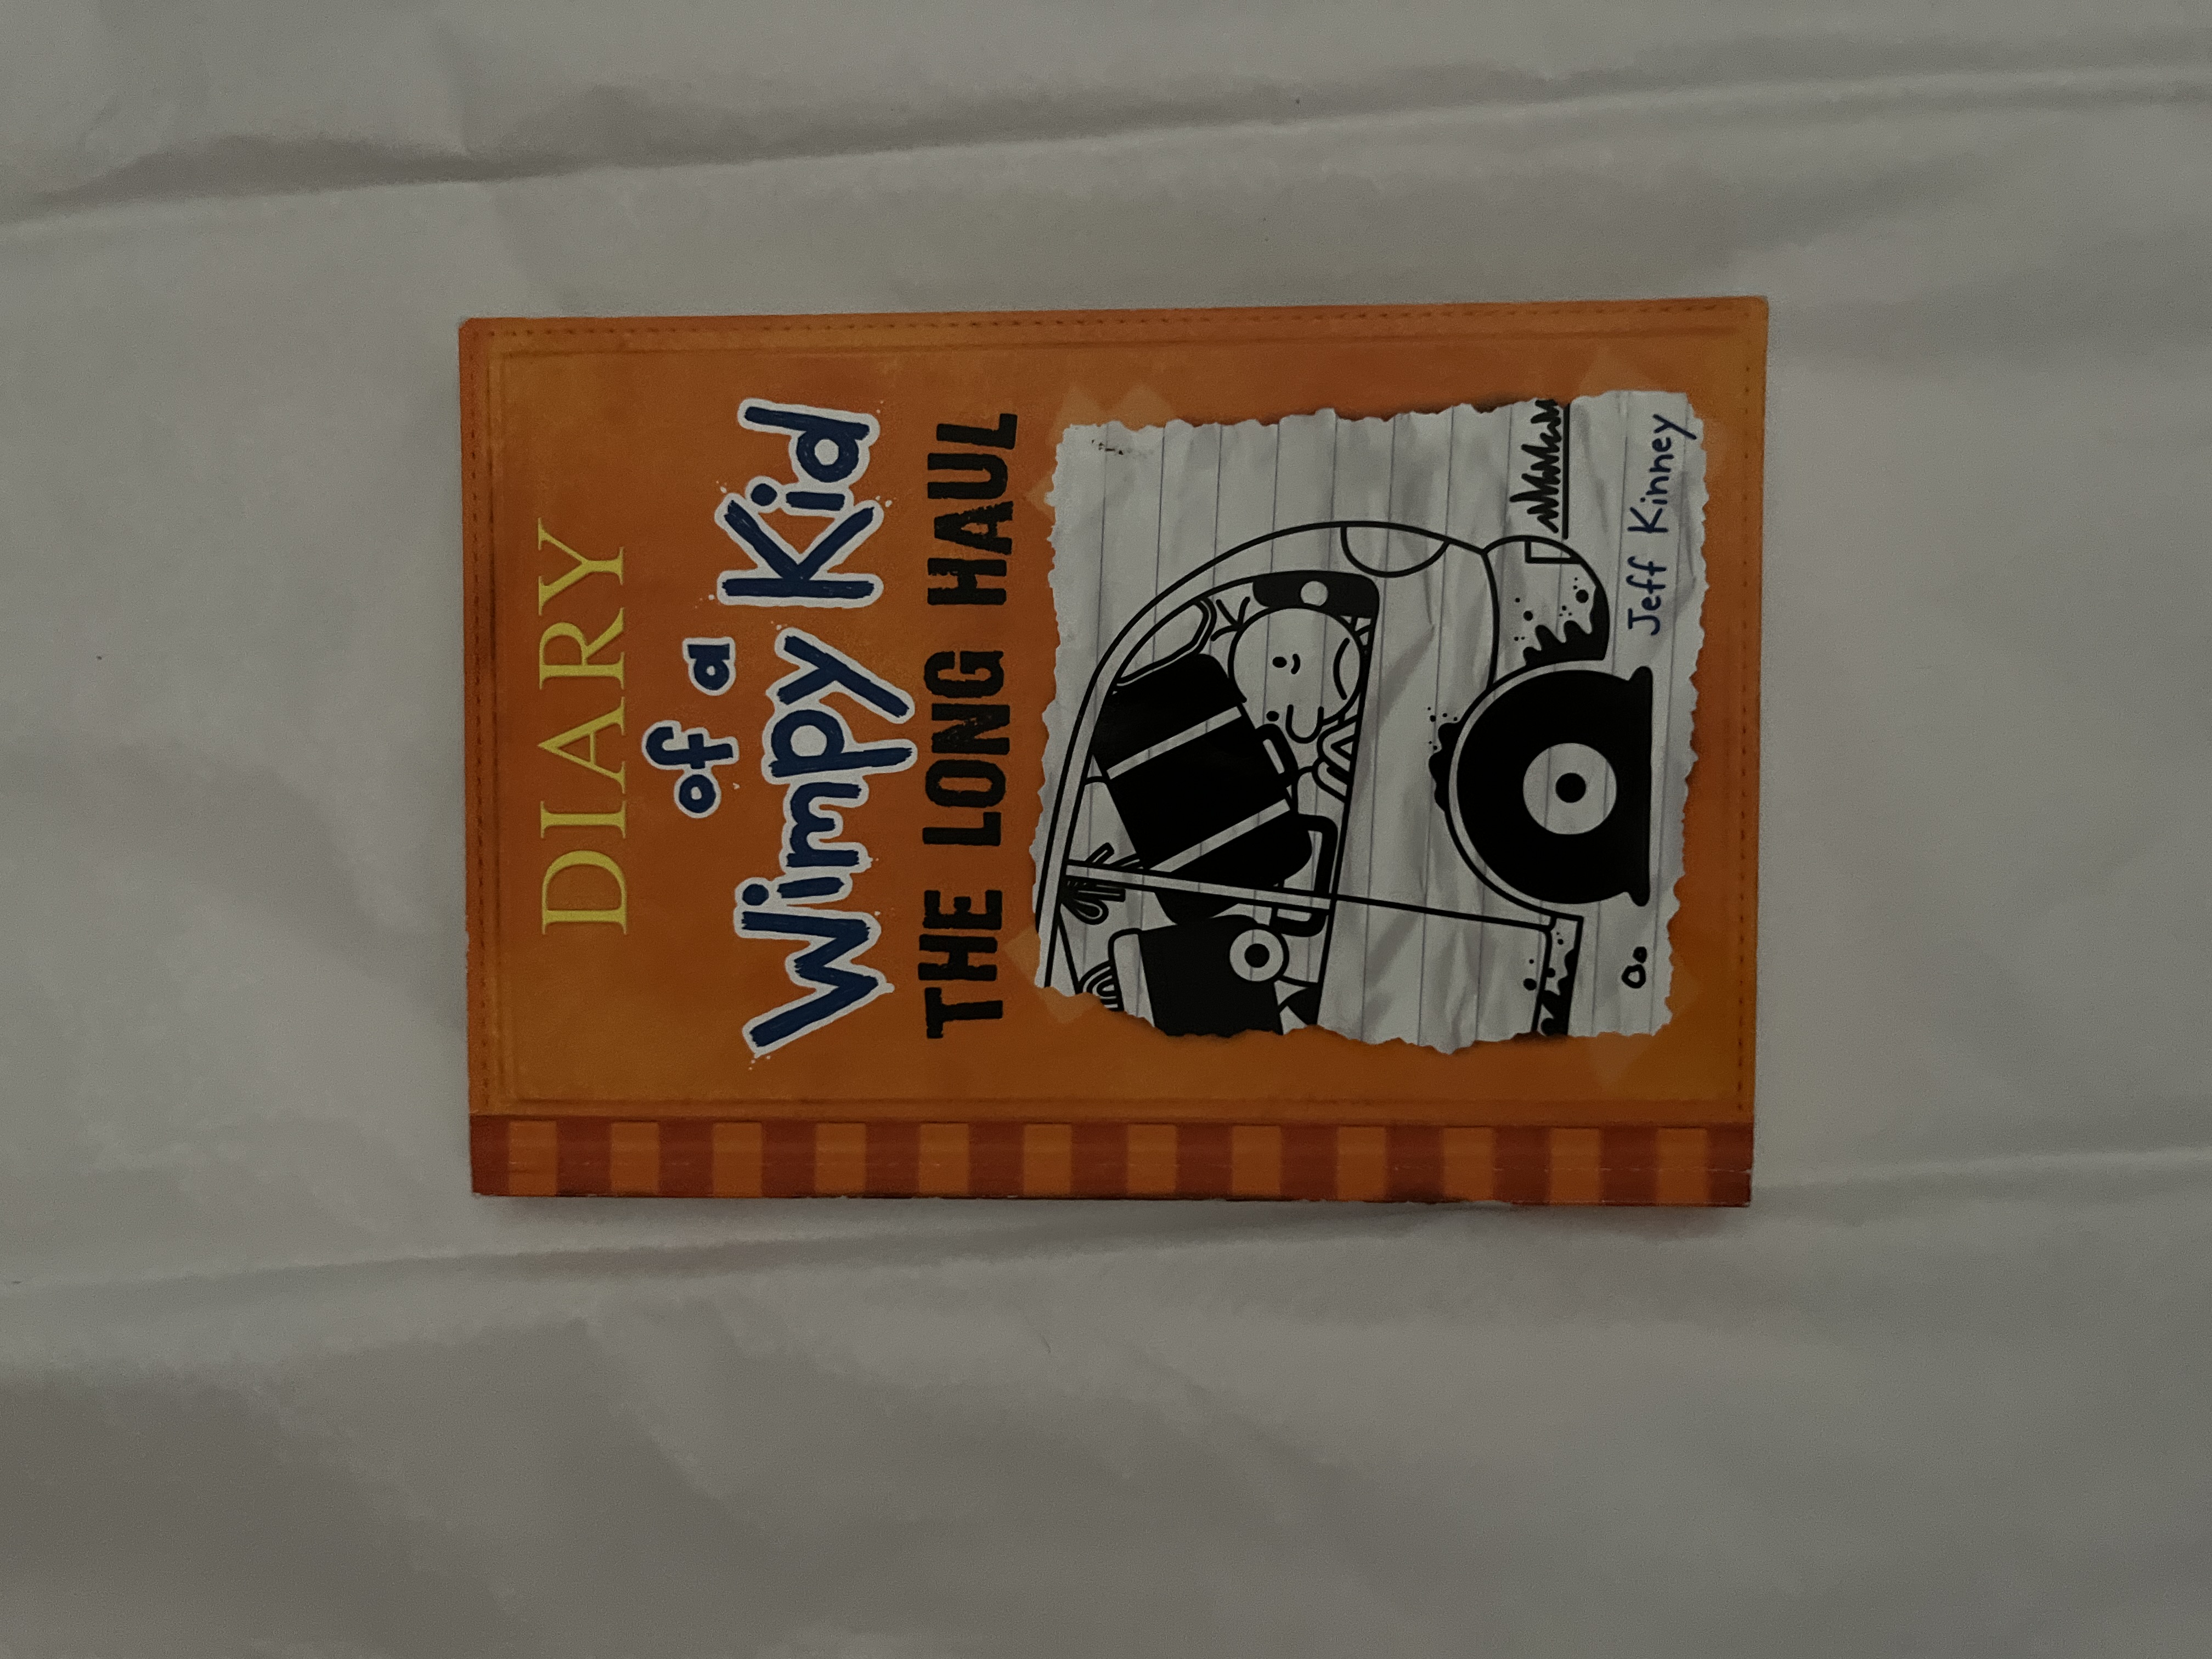 DIARY
of a
Wimpy Kid
THE LONG HAUL
Jeff Kinney